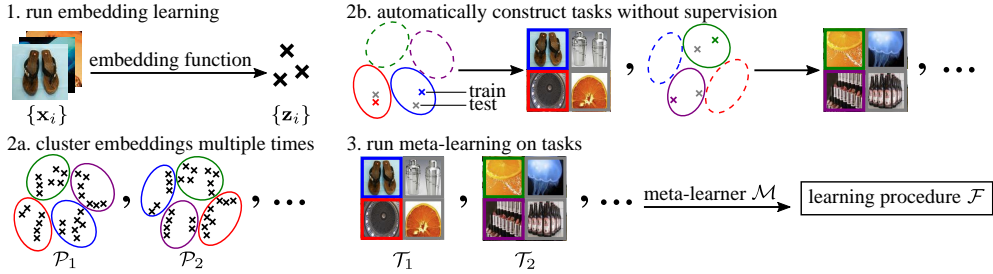 1. run embedding learning
embedding function
{x_i}
{z_i}
2a. cluster embeddings multiple times
, , ...
P_1
P_2
2b. automatically construct tasks without supervision
train
test
, , ...
3. run meta-learning on tasks
, , ...
meta-learner M
learning procedure F
T_1
T_2